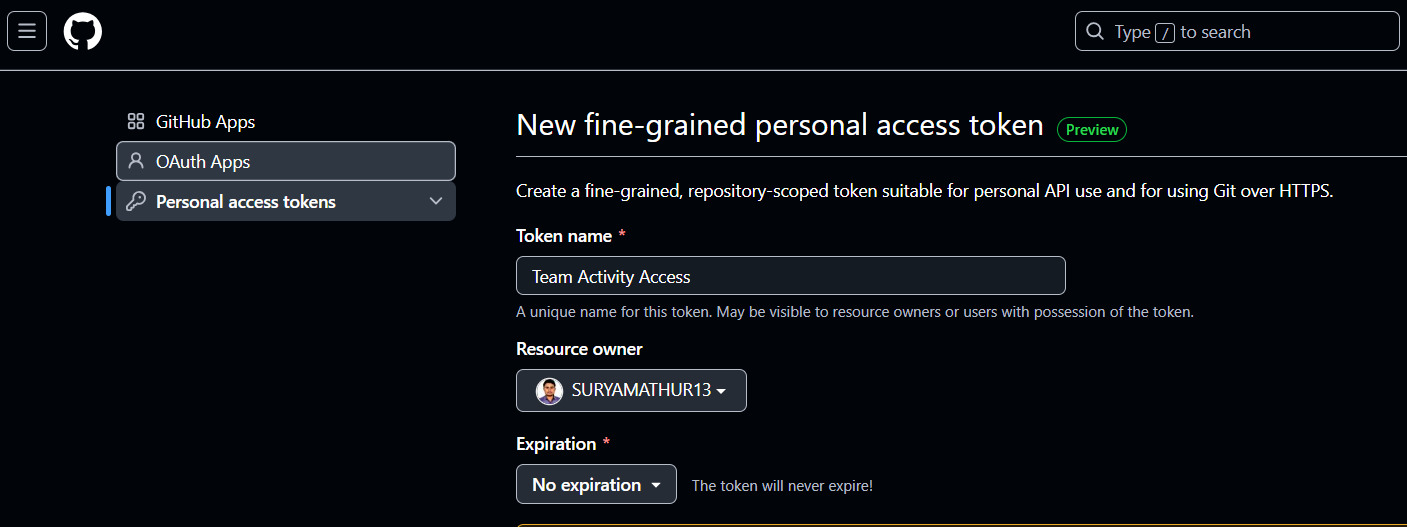 Type / to search
GitHub Apps
OAuth Apps
Personal access tokens
New fine-grained personal access token Preview
Create a fine-grained, repository-scoped token suitable for personal API use and for using Git over HTTPS.
Token name *
Team Activity Access
A unique name for this token. May be visible to resource owners or users with possession of the token.
Resource owner
SURYAMATHUR13
Expiration *
No expiration The token will never expire!